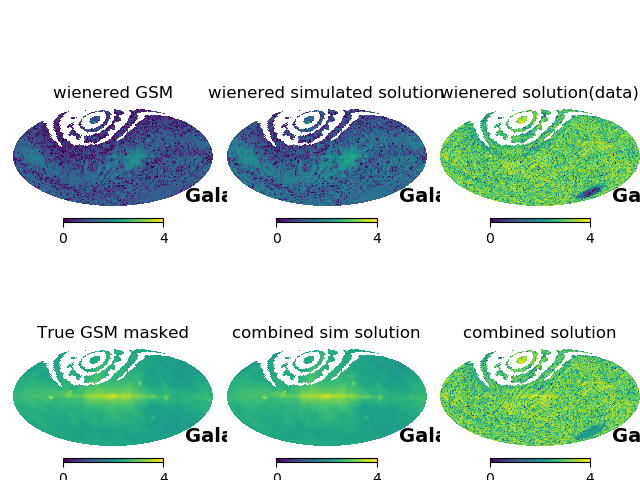 wienered GSM
wienered simulated solution
wienered solution(data)
Gala
Gala
Ga
0 4
0 4
0 4
True GSM masked
combined sim solution
combined solution
Gala
Gala
Ga
0 4
0 4
0 4